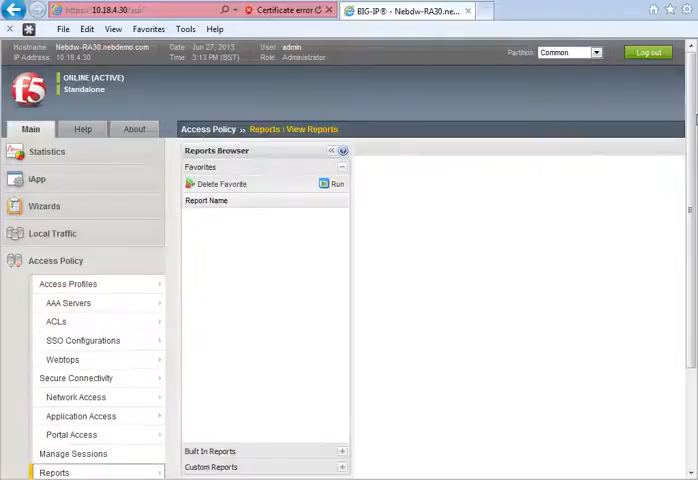 https://10.18.4.30/xui/
Certificate error
BIG-IP® - Nebdw-RA30.ne...
File Edit View Favorites Tools Help
Hostname: Nebdw-RA30.nebdemo.com Date: Jun 27, 2013 User: admin
IP Address: 10.18.4.30 Time: 3:13 PM (BST) Role: Administrator
Partition: Common Log out
f5
ONLINE (ACTIVE)
Standalone
Main Help About
Access Policy » Reports : View Reports
Statistics
iApp
Wizards
Local Traffic
Access Policy
Access Profiles
AAA Servers
ACLs
SSO Configurations
Webtops
Secure Connectivity
Network Access
Application Access
Portal Access
Manage Sessions
Reports
Reports Browser
Favorites
Delete Favorite Run
Report Name
Built In Reports
Custom Reports